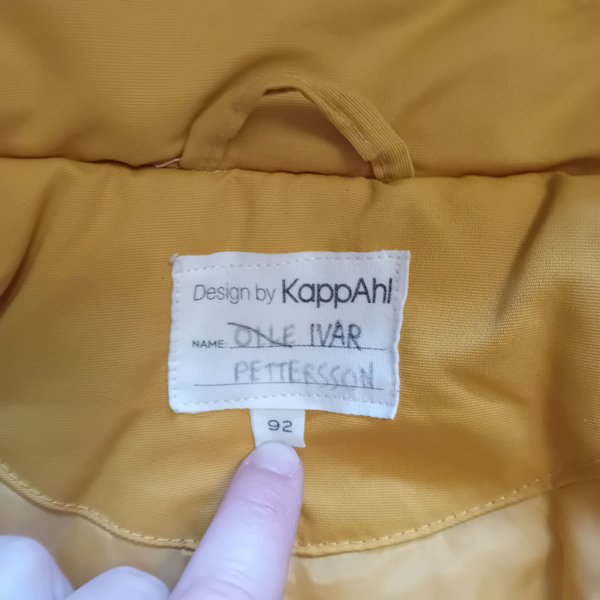 Design by KappAhl
NAME: OLLE IVAR
PETTERSSON
92